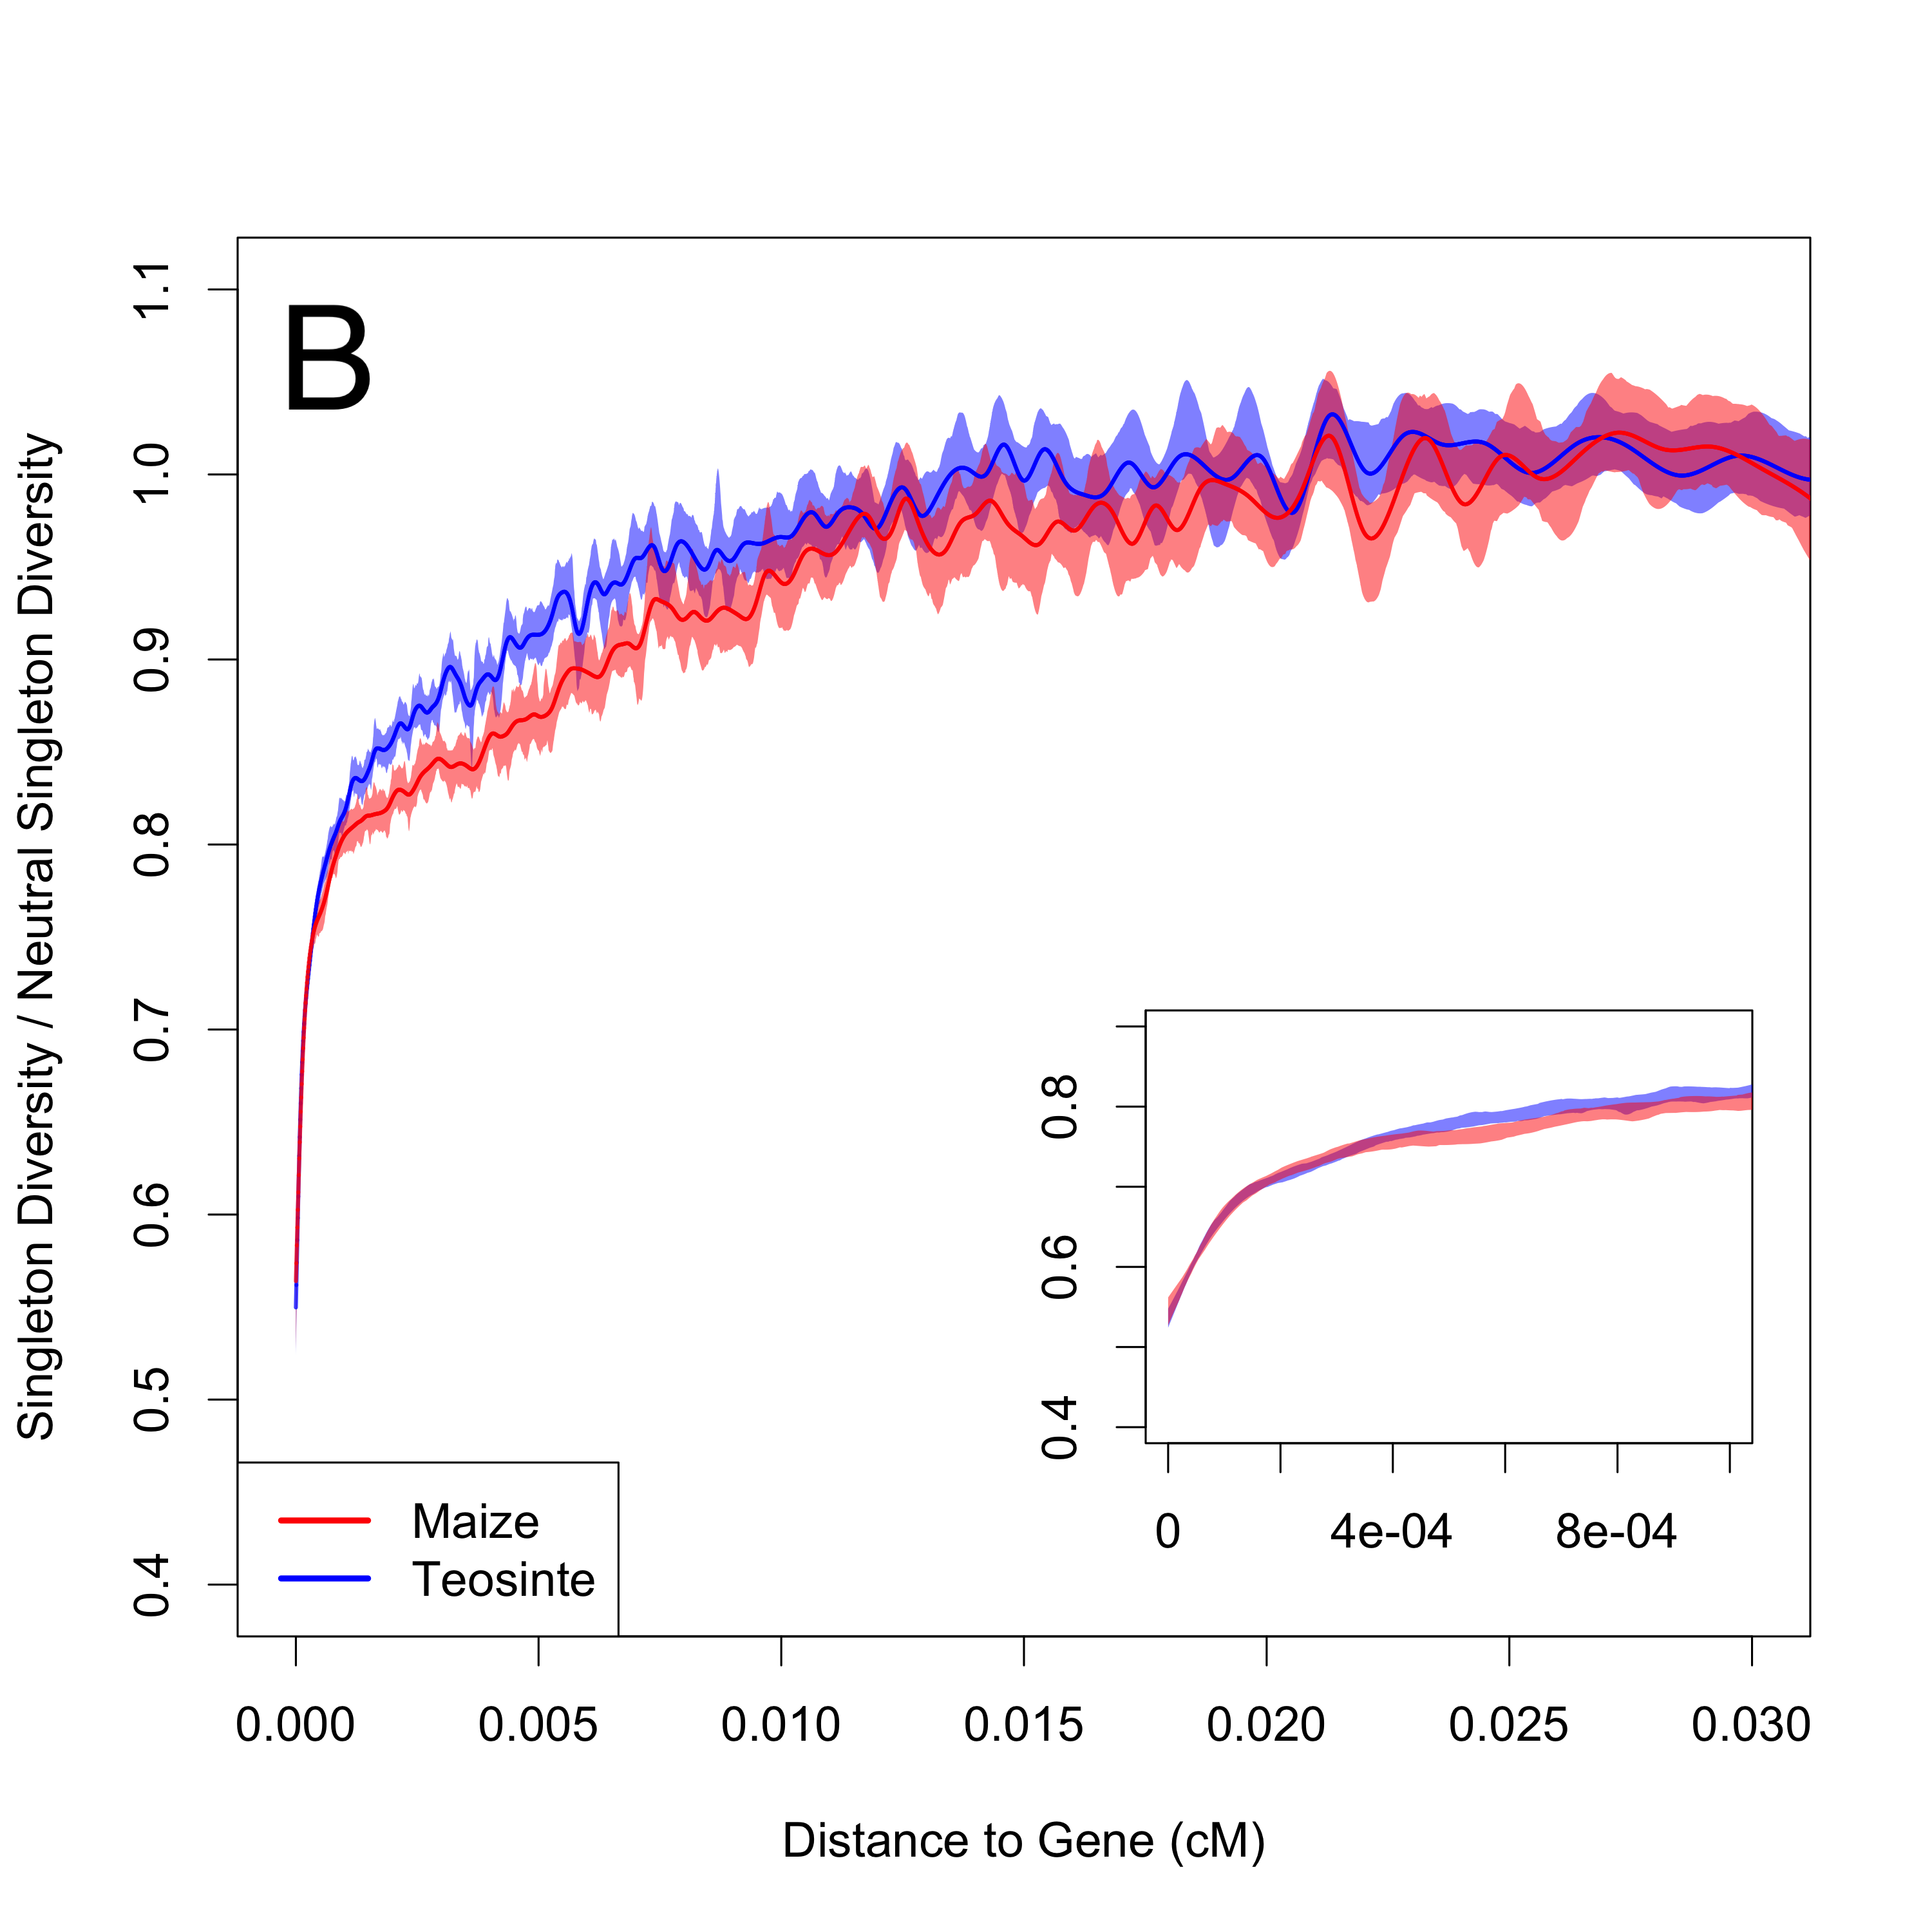 B
Singleton Diversity / Neutral Singleton Diversity
1.1
1.0
0.9
0.8
0.7
0.6
0.5
0.4
0.8
0.6
0.4
0 4e-04 8e-04
Maize
Teosinte
0.000 0.005 0.010 0.015 0.020 0.025 0.030
Distance to Gene (cM)